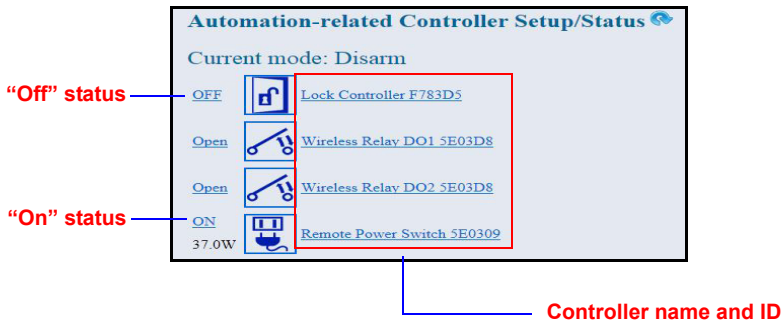 Automation-related Controller Setup/Status
Current mode: Disarm
“Off” status
OFF
Lock Controller F783D5
Open
Wireless Relay DO1 5E03D8
Open
Wireless Relay DO2 5E03D8
“On” status
ON
37.0W
Remote Power Switch 5E0309
Controller name and ID